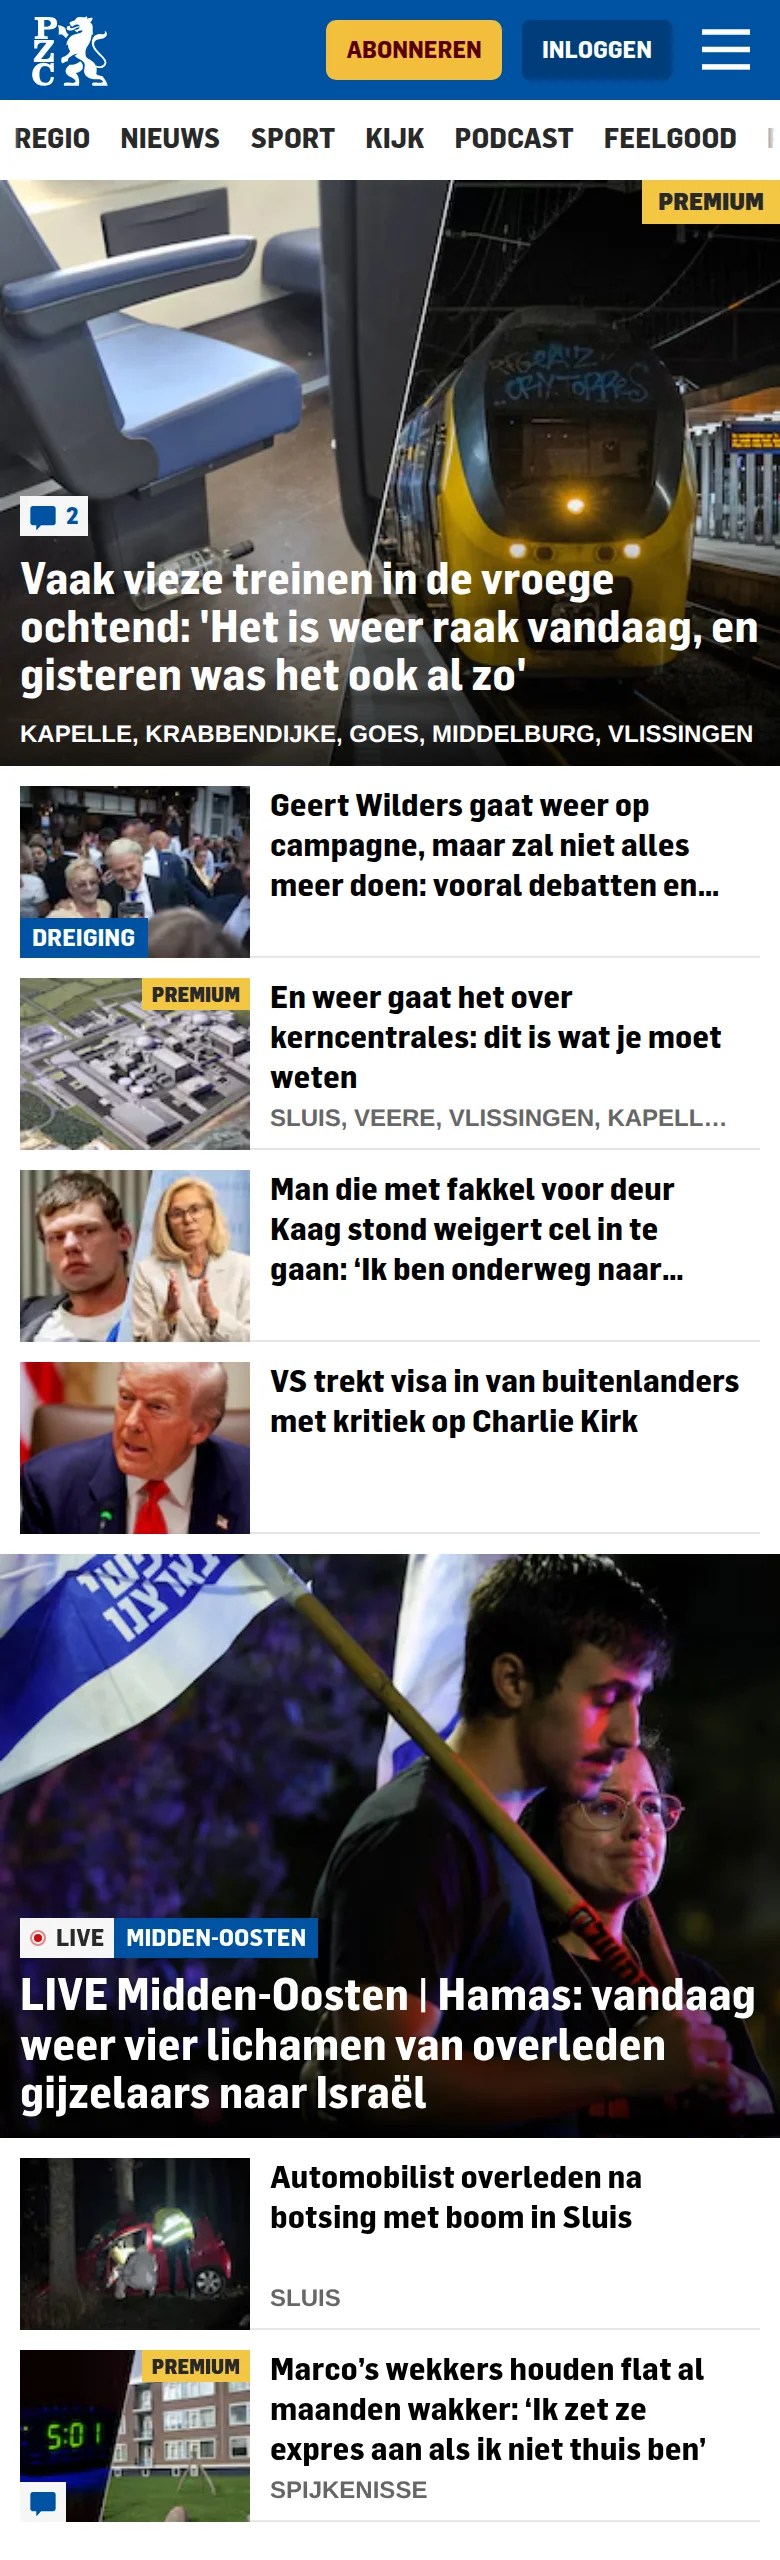 PZC
ABONNEREN
INLOGGEN
REGIO NIEUWS SPORT KIJK PODCAST FEELGOOD
PREMIUM
2
Vaak vieze treinen in de vroege
ochtend: 'Het is weer raak vandaag, en
gisteren was het ook al zo'
KAPELLE, KRABBENDIJKE, GOES, MIDDELBURG, VLISSINGEN
DREIGING
Geert Wilders gaat weer op
campagne, maar zal niet alles
meer doen: vooral debatten en...
PREMIUM
En weer gaat het over
kerncentrales: dit is wat je moet
weten
SLUIS, VEERE, VLISSINGEN, KAPELL...
Man die met fakkel voor deur
Kaag stond weigert cel in te
gaan: ‘Ik ben onderweg naar...
VS trekt visa in van buitenlanders
met kritiek op Charlie Kirk
בארצנו
LIVE MIDDEN-OOSTEN
LIVE Midden-Oosten | Hamas: vandaag
weer vier lichamen van overleden
gijzelaars naar Israël
Automobilist overleden na
botsing met boom in Sluis
SLUIS
PREMIUM
5:01
Marco’s wekkers houden flat al
maanden wakker: ‘Ik zet ze
expres aan als ik niet thuis ben’
SPIJKENISSE